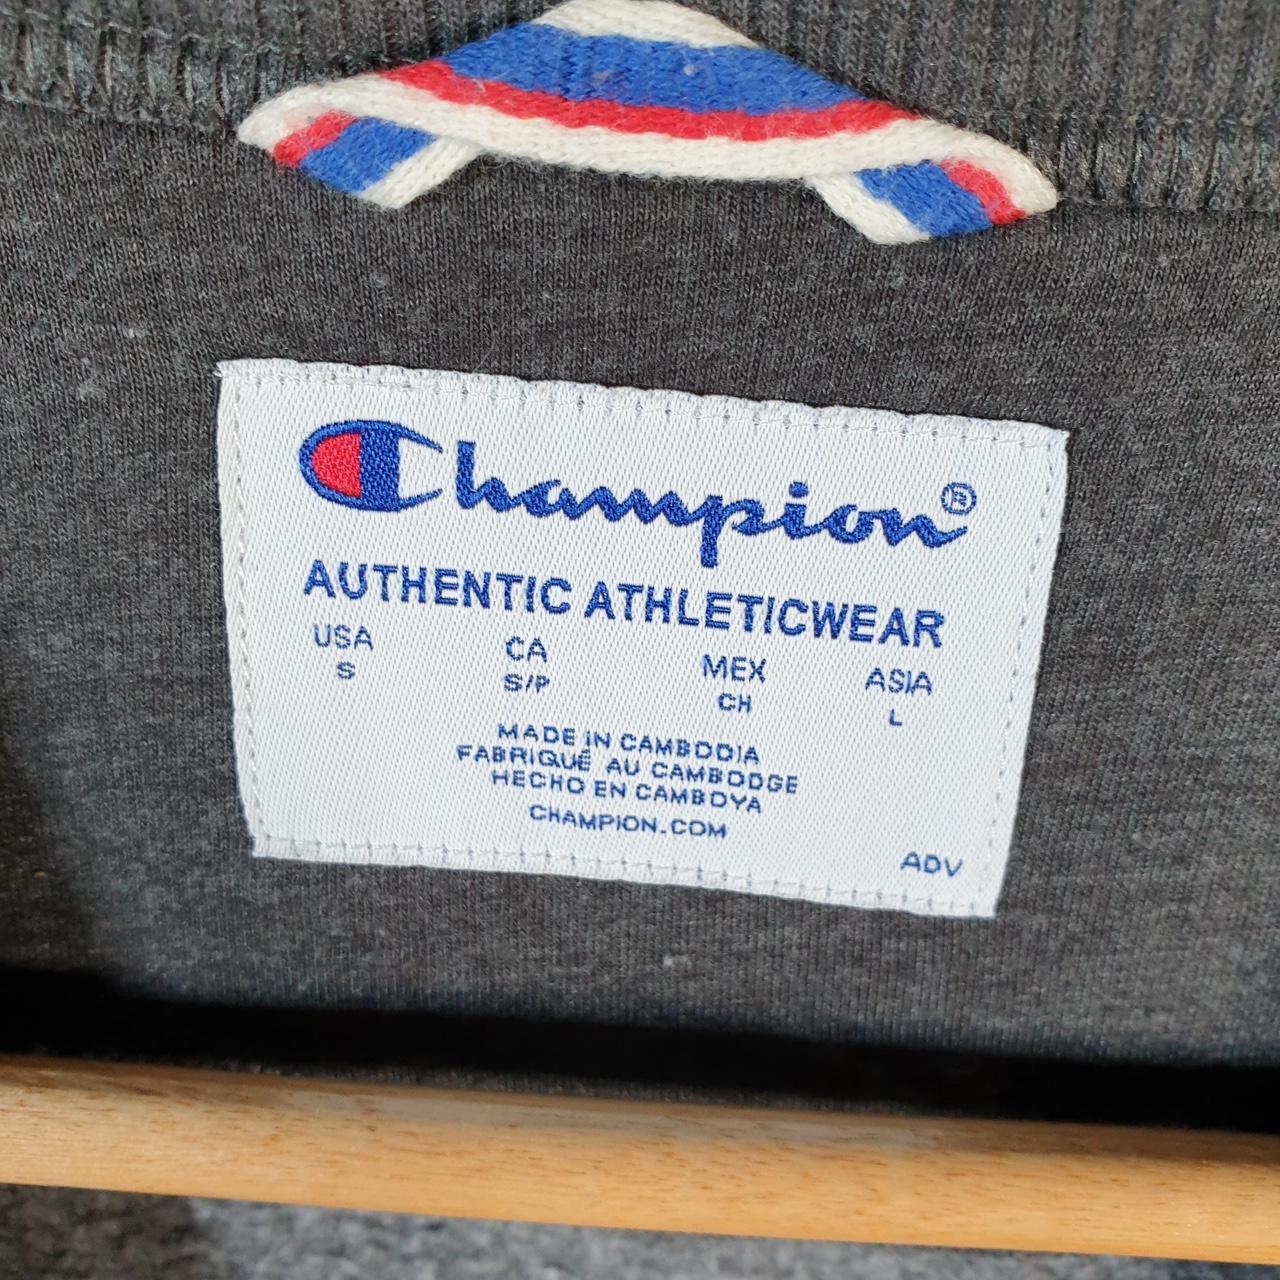 Champion®
AUTHENTIC ATHLETICWEAR
USA CA MEX ASIA
S S/P CH L
MADE IN CAMBODIA
FABRIQUÉ AU CAMBODGE
HECHO EN CAMBOYA
CHAMPION.COM
ADV